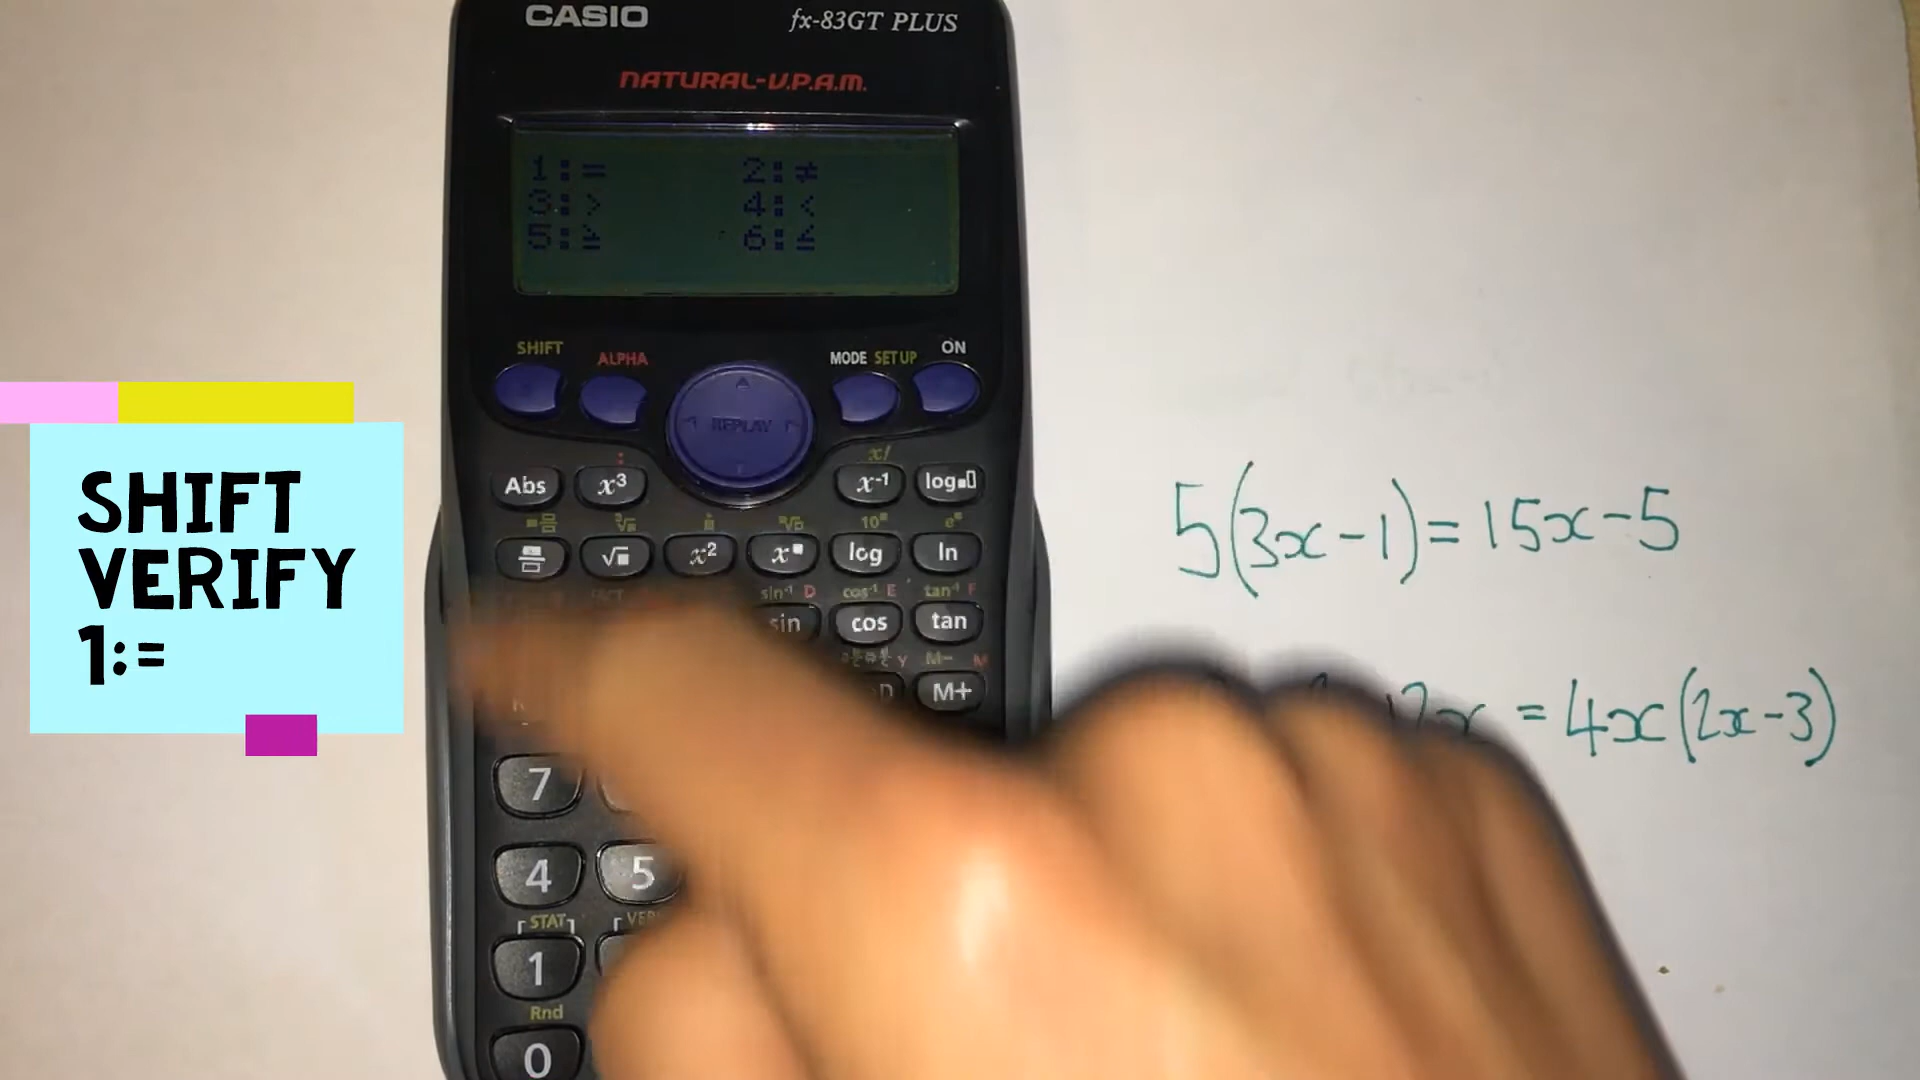 CASIO fx-83GT PLUS
NATURAL-V.P.A.M.
1:= 2:≠
3:> 4:<
5:≥ 6:≤
SHIFT ALPHA MODE SETUP ON
REPLAY
SHIFT
VERIFY
1:=
:
x!
Abs x³ x⁻¹ log
√ x² x■ log ln
10■ e■
sin⁻¹ D cos⁻¹ E tan⁻¹ F
sin cos tan
Y M- M
M+
7
4 5
STAT
1
Rnd
0
5(3x-1)=15x-5
=4x(2x-3)